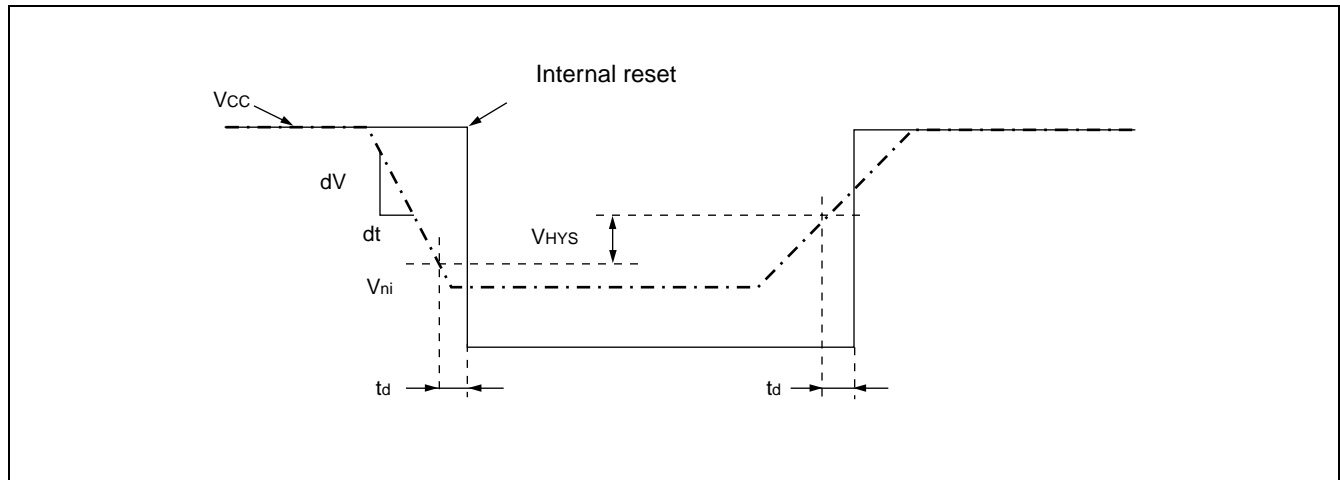 Internal reset
VCC
dV
dt
VHYS
Vni
td
td